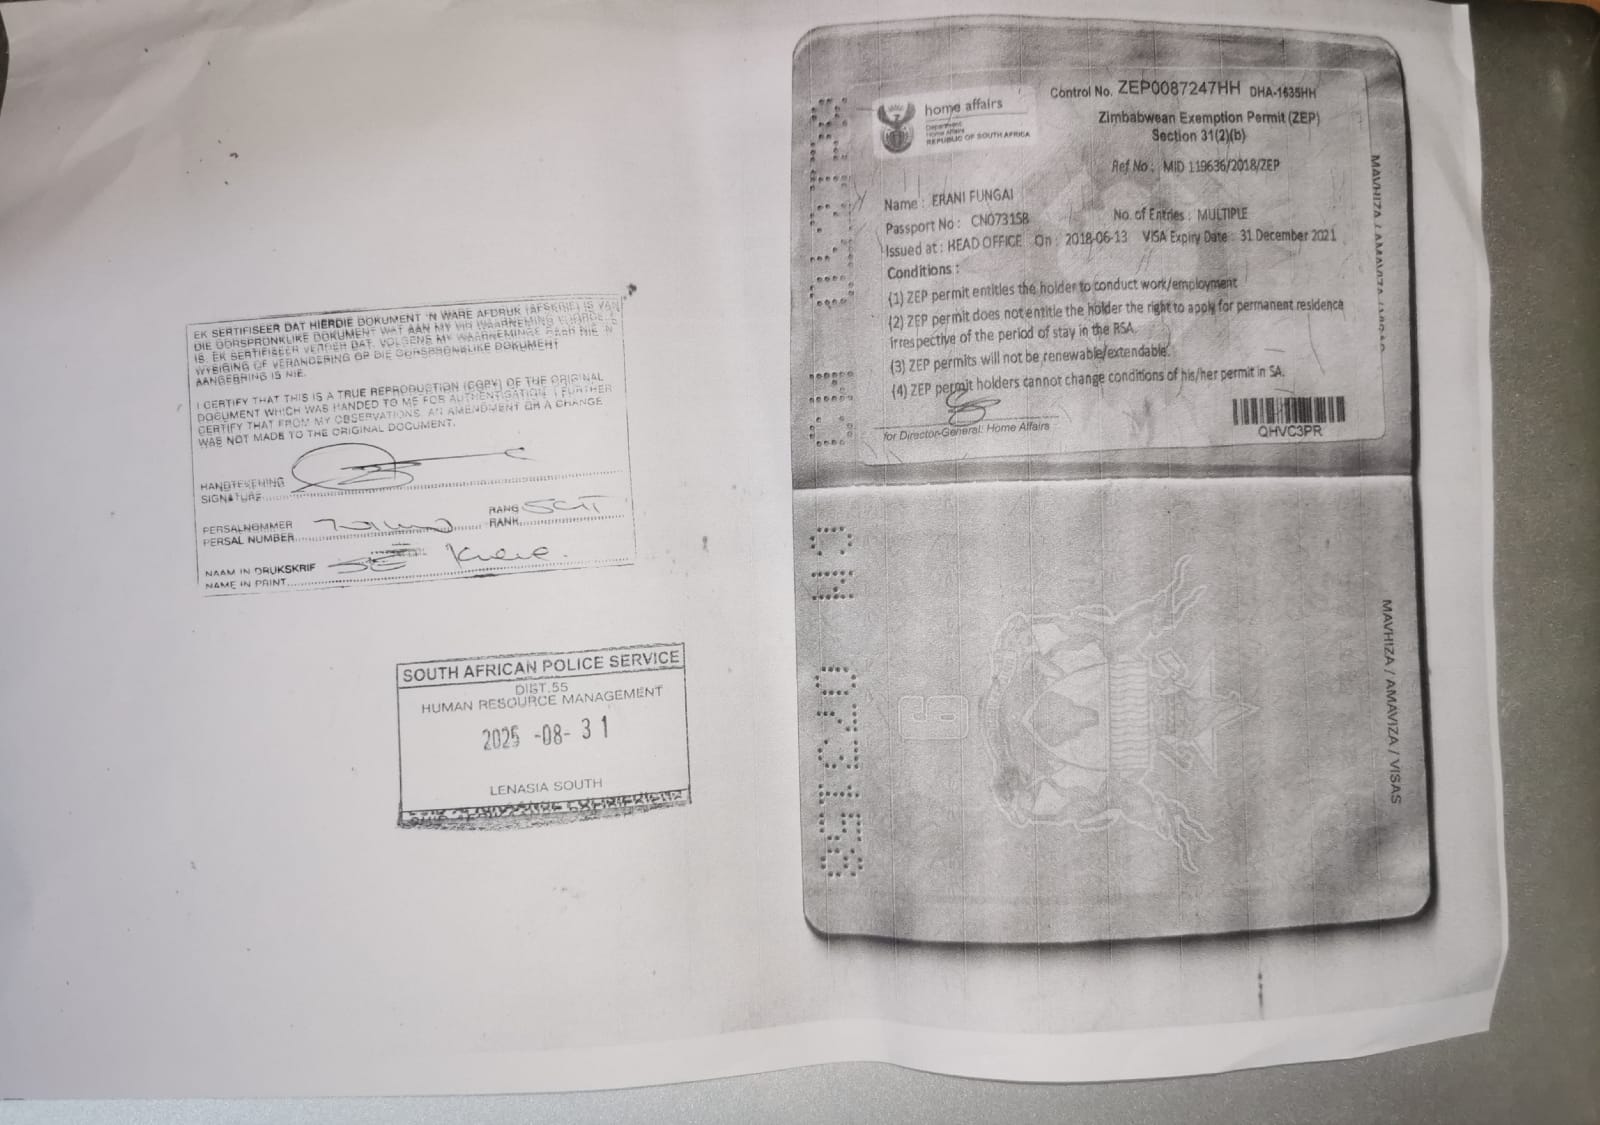 EK SERTIFISEER DAT HIERDIE DOKUMENT 'N WARE AFDRUK (AFSKRIF) IS VAN
DIE OORSPRONKLIKE DOKUMENT WAT AAN MY VIR WAARNEMING
IS. EK SERTIFISEER VERDER DAT, VOLGENS MY WAARNEMINGE 'N
WYSIGING OF VERANDERING OP DIE OORSPRONKLIKE DOKUMENT
AANGEBRING IS NIE.
I CERTIFY THAT THIS IS A TRUE REPRODUCTION (COPY) OF THE ORIGINAL
DOCUMENT WHICH WAS HANDED TO ME FOR AUTHENTICATION. I FURTHER
CERTIFY THAT FROM MY OBSERVATIONS, AN AMENDMENT OR A CHANGE
WAS NOT MADE TO THE ORIGINAL DOCUMENT.
HANDTEKENING
SIGNATURE
PERSALNOMMER RANG
PERSAL NUMBER RANK
NAAM IN DRUKSKRIF
NAME IN PRINT
SOUTH AFRICAN POLICE SERVICE
DIST.55
HUMAN RESOURCE MANAGEMENT
2025 -08- 31
LENASIA SOUTH
home affairs
Department:
Home Affairs
REPUBLIC OF SOUTH AFRICA
Control No. ZEP0087247HH DHA-1635HH
Zimbabwean Exemption Permit (ZEP)
Section 31(2)(b)
Ref No : MID 119636/2018/ZEP
Name : ERANI FUNGAI
Passport No : CN073158 No. of Entries : MULTIPLE
Issued at : HEAD OFFICE On : 2018-06-13 VISA Expiry Date : 31 December 2021
Conditions :
(1) ZEP permit entitles the holder to conduct work/employment
(2) ZEP permit does not entitle the holder the right to apply for permanent residence
irrespective of the period of stay in the RSA.
(3) ZEP permits will not be renewable/extendable.
(4) ZEP permit holders cannot change conditions of his/her permit in SA.
for Director-General: Home Affairs
QHVC3PR
MAVHIZA / AMAVIZA / VISAS
CN 073158
9
MAVHIZA / AMAVIZA / VISAS